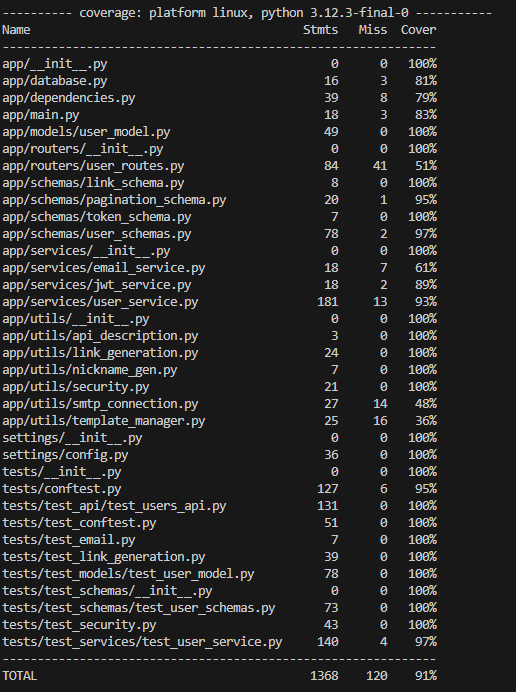 ---------- coverage: platform linux, python 3.12.3-final-0 -----------
Name                                       Stmts   Miss  Cover
--------------------------------------------------------------
app/__init__.py                                0      0   100%
app/database.py                               16      3    81%
app/dependencies.py                           39      8    79%
app/main.py                                   18      3    83%
app/models/user_model.py                      49      0   100%
app/routers/__init__.py                        0      0   100%
app/routers/user_routes.py                    84     41    51%
app/schemas/link_schema.py                     8      0   100%
app/schemas/pagination_schema.py              20      1    95%
app/schemas/token_schema.py                    7      0   100%
app/schemas/user_schemas.py                   78      2    97%
app/services/__init__.py                       0      0   100%
app/services/email_service.py                 18      7    61%
app/services/jwt_service.py                   18      2    89%
app/services/user_service.py                 181     13    93%
app/utils/__init__.py                          0      0   100%
app/utils/api_description.py                   3      0   100%
app/utils/link_generation.py                  24      0   100%
app/utils/nickname_gen.py                      7      0   100%
app/utils/security.py                         21      0   100%
app/utils/smtp_connection.py                  27     14    48%
app/utils/template_manager.py                 25     16    36%
settings/__init__.py                           0      0   100%
settings/config.py                            36      0   100%
tests/__init__.py                              0      0   100%
tests/conftest.py                            127      6    95%
tests/test_api/test_users_api.py             131      0   100%
tests/test_conftest.py                        51      0   100%
tests/test_email.py                            7      0   100%
tests/test_link_generation.py                 39      0   100%
tests/test_models/test_user_model.py          78      0   100%
tests/test_schemas/__init__.py                 0      0   100%
tests/test_schemas/test_user_schemas.py       73      0   100%
tests/test_security.py                        43      0   100%
tests/test_services/test_user_service.py     140      4    97%
--------------------------------------------------------------
TOTAL                                       1368    120    91%